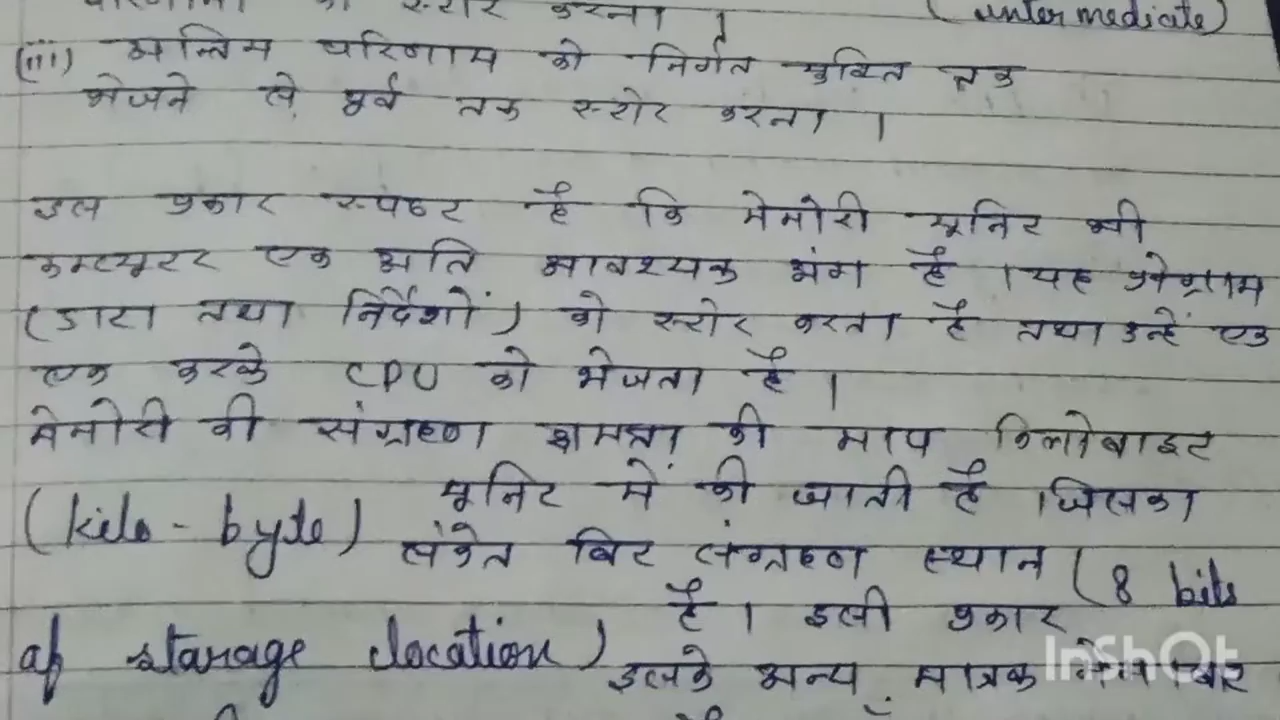 को स्टोर करना । (intermediate)
(iii) अन्तिम परिणाम को निर्गत युक्ति तक
भेजने से पूर्व तक स्टोर करना ।
इस प्रकार स्पष्ट है कि मेमोरी यूनिट भी
कम्प्यूटर एक अति आवश्यक अंग है । यह प्रोग्राम
(डाटा तथा निर्देशों) को स्टोर करता है तथा उन्हें एक
एक करके CPU को भेजता है ।
मेमोरी की संग्रहण क्षमता की माप किलोबाइट
(kilo - byte) यूनिट में की जाती है । जिसका
संकेत बिट संग्रहण स्थान (8 bits
of storage location) है । इसी प्रकार
इसके अन्य मात्रक
InShOt